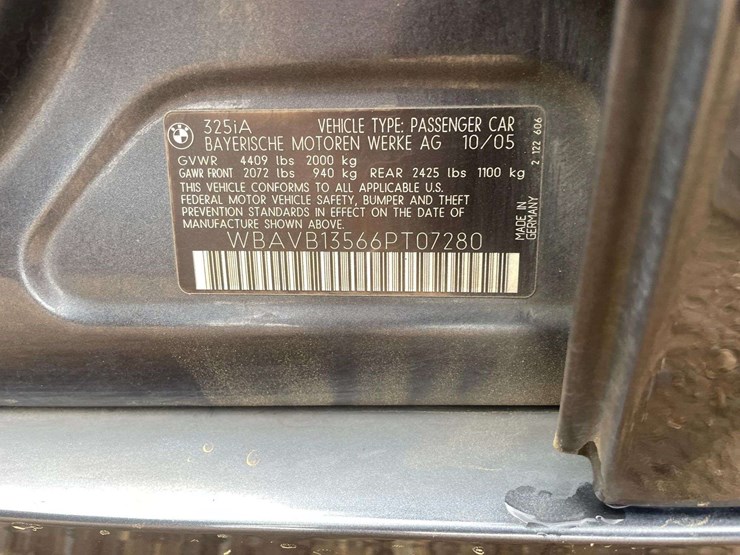 325iA VEHICLE TYPE: PASSENGER CAR
BAYERISCHE MOTOREN WERKE AG 10/05
GVWR 4409 lbs 2000 kg
GAWR FRONT 2072 lbs 940 kg REAR 2425 lbs 1100 kg
THIS VEHICLE CONFORMS TO ALL APPLICABLE U.S.
FEDERAL MOTOR VEHICLE SAFETY, BUMPER AND THEFT
PREVENTION STANDARDS IN EFFECT ON THE DATE OF
MANUFACTURE SHOWN ABOVE.
WBAVB13566PT07280
MADE IN
GERMANY
2 122 606
BMW